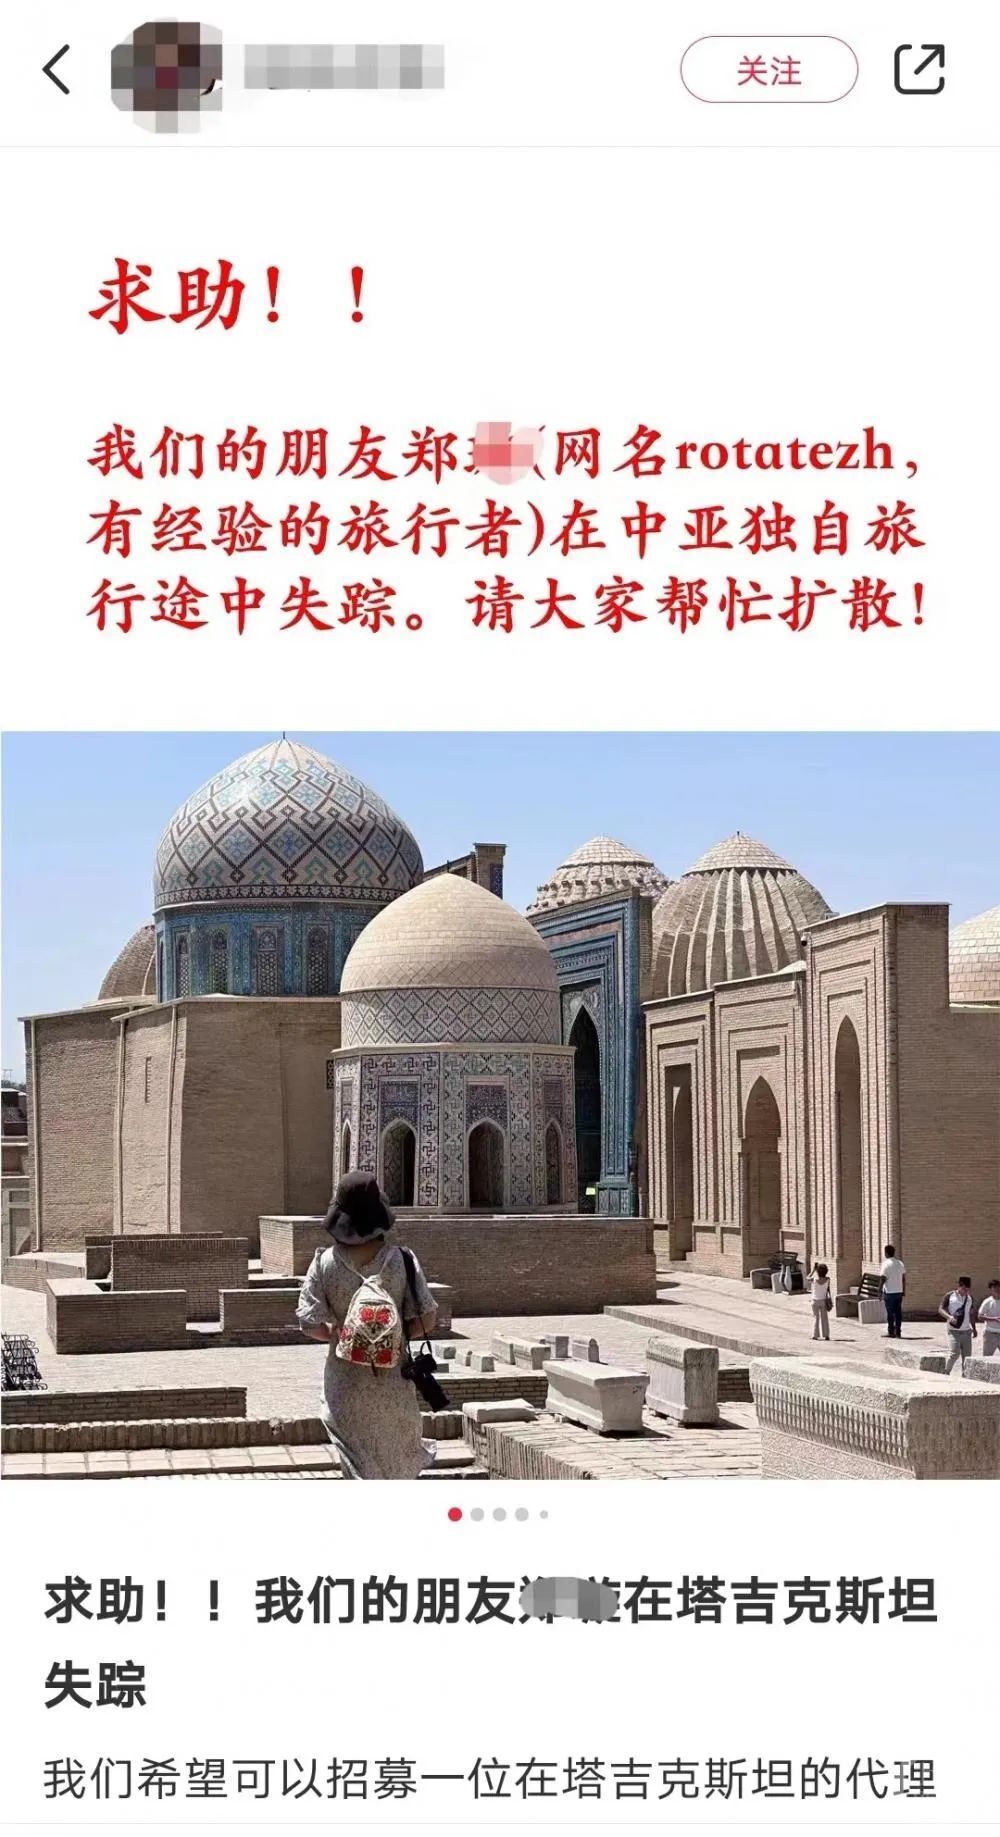 关注
求助！！
我们的朋友郑(网名rotatezh，
有经验的旅行者)在中亚独自旅
行途中失踪。请大家帮忙扩散！
求助！！我们的朋友在塔吉克斯坦
失踪
我们希望可以招募一位在塔吉克斯坦的代理